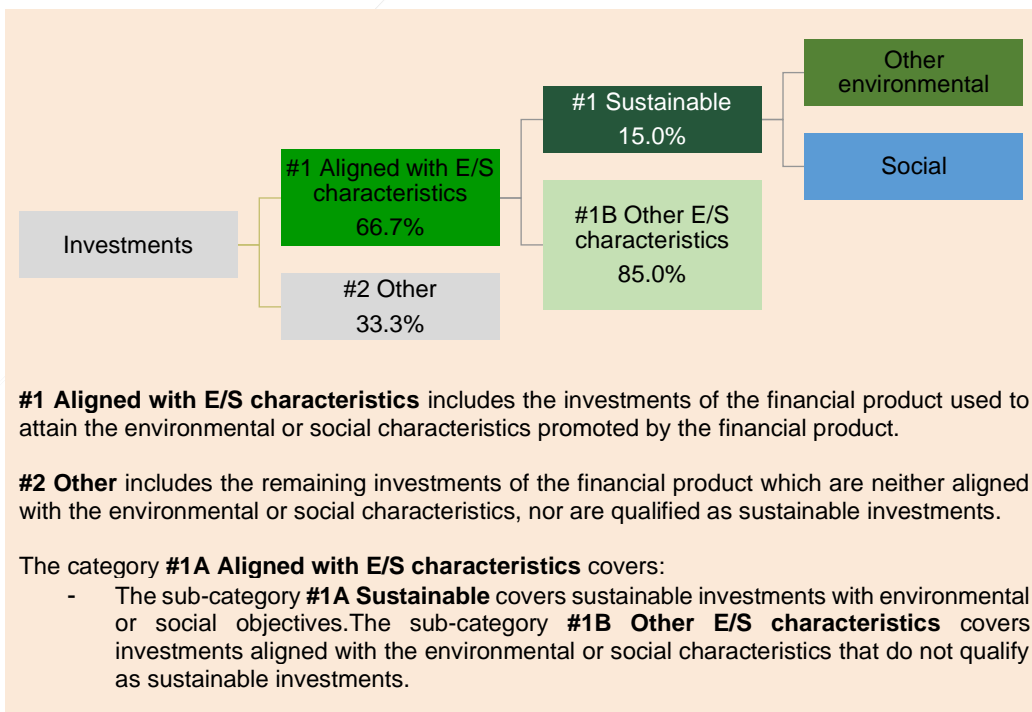 Investments
#1 Aligned with E/S
characteristics
66.7%
#2 Other
33.3%
#1 Sustainable
15.0%
#1B Other E/S
characteristics
85.0%
Other
environmental
Social
#1 Aligned with E/S characteristics includes the investments of the financial product used to
attain the environmental or social characteristics promoted by the financial product.
#2 Other includes the remaining investments of the financial product which are neither aligned
with the environmental or social characteristics, nor are qualified as sustainable investments.
The category #1A Aligned with E/S characteristics covers:
- The sub-category #1A Sustainable covers sustainable investments with environmental
or social objectives.The sub-category #1B Other E/S characteristics covers
investments aligned with the environmental or social characteristics that do not qualify
as sustainable investments.